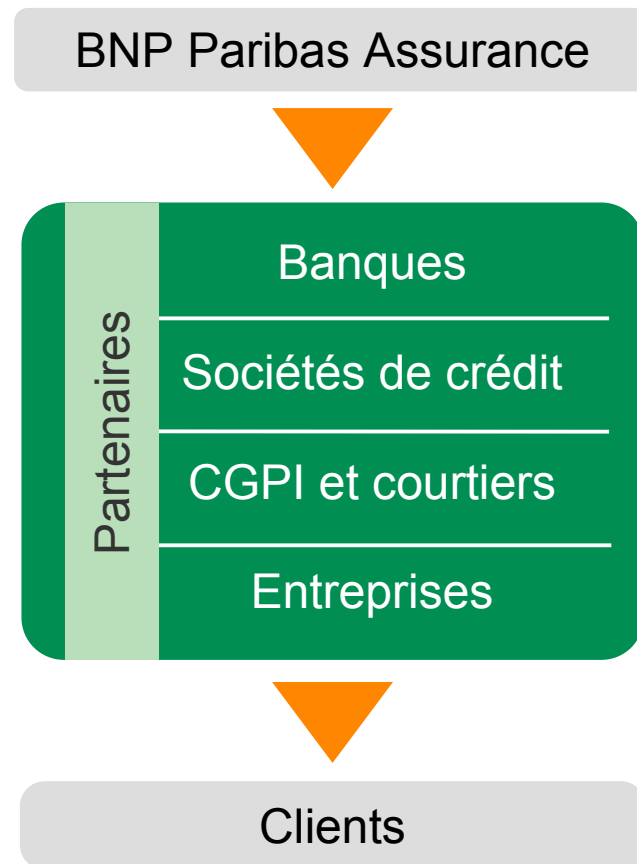 BNP Paribas Assurance
Partenaires
Banques
Sociétés de crédit
CGPI et courtiers
Entreprises
Clients